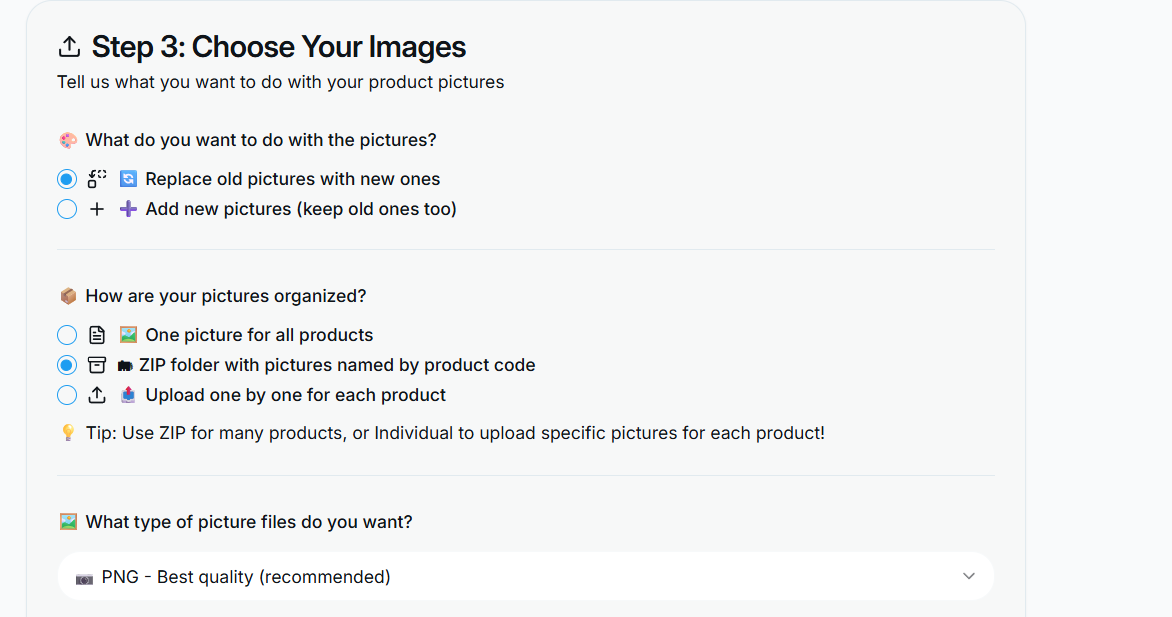 Step 3: Choose Your Images
Tell us what you want to do with your product pictures
What do you want to do with the pictures?
Replace old pictures with new ones
Add new pictures (keep old ones too)
How are your pictures organized?
One picture for all products
ZIP folder with pictures named by product code
Upload one by one for each product
Tip: Use ZIP for many products, or Individual to upload specific pictures for each product!
What type of picture files do you want?
PNG - Best quality (recommended)